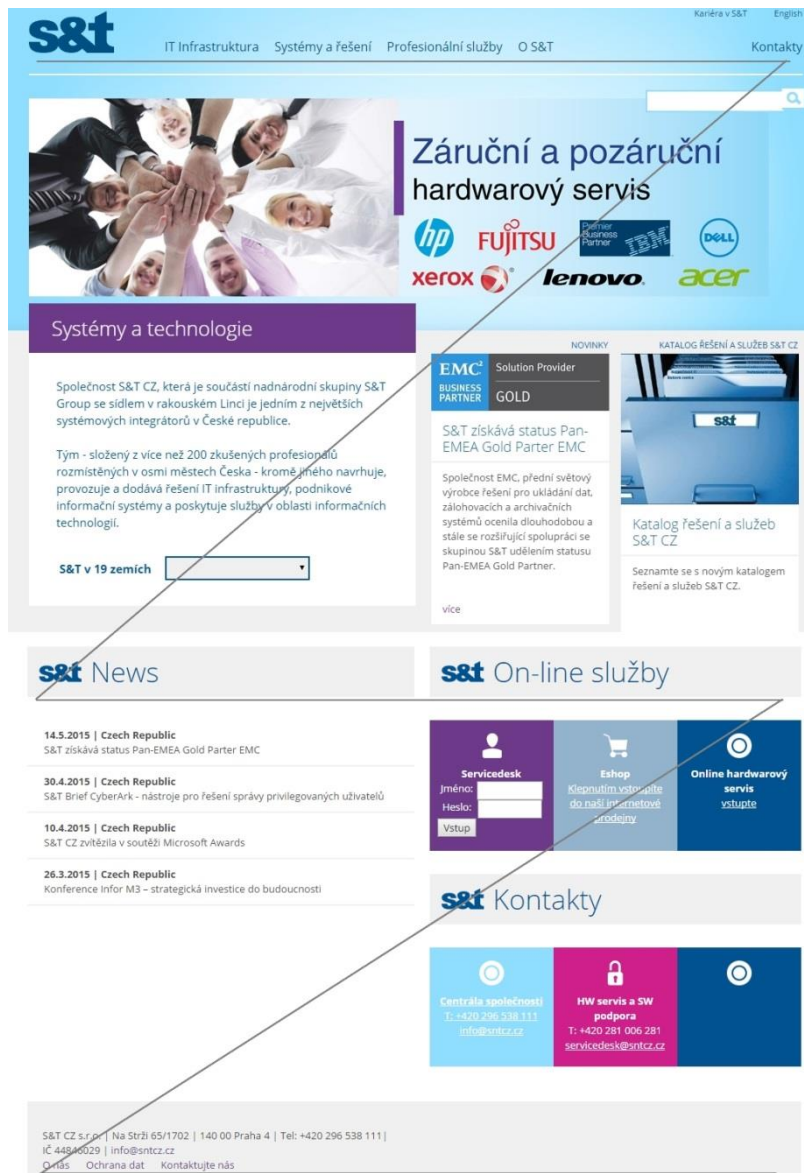 Kariéra v S&T English
s&t
IT Infrastruktura Systémy a řešení Profesionální služby O S&T Kontakty
Záruční a pozáruční
hardwarový servis
hp FUJITSU Premier Business Partner IBM DELL
xerox lenovo acer
Systémy a technologie
Společnost S&T CZ, která je součástí nadnárodní skupiny S&T
Group se sídlem v rakouském Linci je jedním z největších
systémových integrátorů v České republice.
Tým - složený z více než 200 zkušených profesionálů
rozmístěných v osmi městech Česka - kromě jiného navrhuje,
provozuje a dodává řešení IT infrastruktury, podnikové
informační systémy a poskytuje služby v oblasti informačních
technologií.
S&T v 19 zemích
NOVINKY
EMC² Solution Provider
BUSINESS
PARTNER GOLD
S&T získává status Pan-
EMEA Gold Parter EMC
Společnost EMC, přední světový
výrobce řešení pro ukládání dat,
zálohovacích a archivačních
systémů ocenila dlouhodobou a
stále se rozšiřující spolupráci se
skupinou S&T udělením statusu
Pan-EMEA Gold Partner.
více
KATALOG ŘEŠENÍ A SLUŽEB S&T CZ
s&t
Katalog řešení a služeb
S&T CZ
Seznamte se s novým katalogem
řešení a služeb S&T CZ.
s&t News
14.5.2015 | Czech Republic
S&T získává status Pan-EMEA Gold Parter EMC
30.4.2015 | Czech Republic
S&T Brief CyberArk - nástroje pro řešení správy privilegovaných uživatelů
10.4.2015 | Czech Republic
S&T CZ zvítězila v soutěži Microsoft Awards
26.3.2015 | Czech Republic
Konference Infor M3 – strategická investice do budoucnosti
s&t On-line služby
Servicedesk
Jméno:
Heslo:
Vstup
Eshop
Klepnutím vstoupíte
do naší internetové
prodejny
Online hardwarový
servis
vstupte
s&t Kontakty
Centrála společnosti
T: +420 296 538 111
info@sntcz.cz
HW servis a SW
podpora
T: +420 281 006 281
servicedesk@sntcz.cz
S&T CZ s.r.o. | Na Strži 65/1702 | 140 00 Praha 4 | Tel: +420 296 538 111|
IČ 44846029 | info@sntcz.cz
O nás Ochrana dat Kontaktujte nás